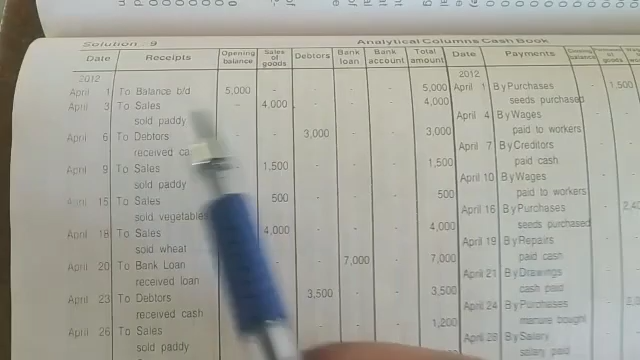 Solution : 9 Analytical Columns Cash Book
Date Receipts Opening balance Sales of goods Debtors Bank loan Bank account Total amount Date Payments balance goods
2012 2012
April 1 To Balance b/d 5,000 - - - - 5,000 April 1 By Purchases - 1,500
April 3 To Sales - 4,000 - - - 4,000 seeds purchased
sold paddy April 4 By Wages
April 6 To Debtors 3,000 - - 3,000 paid to workers
received April 7 By Creditors
April 9 To Sales 1,500 - - - 1,500 paid cash
sold paddy April 10 By Wages
April 15 To Sales 500 - - - 500 paid to workers
sold vegetables April 16 By Purchases
April 18 To Sales 4,000 - - - 4,000 seeds purchased
sold wheat April 19 By Repairs
April 20 To Bank Loan 7,000 - 7,000 paid cash
received loan April 21 By Drawings
April 23 To Debtors 3,500 - - 3,500 cash paid
received cash April 24 By Purchases
April 26 To Sales - - - 1,200 manure bought
sold paddy April 28 By Salary
salary paid